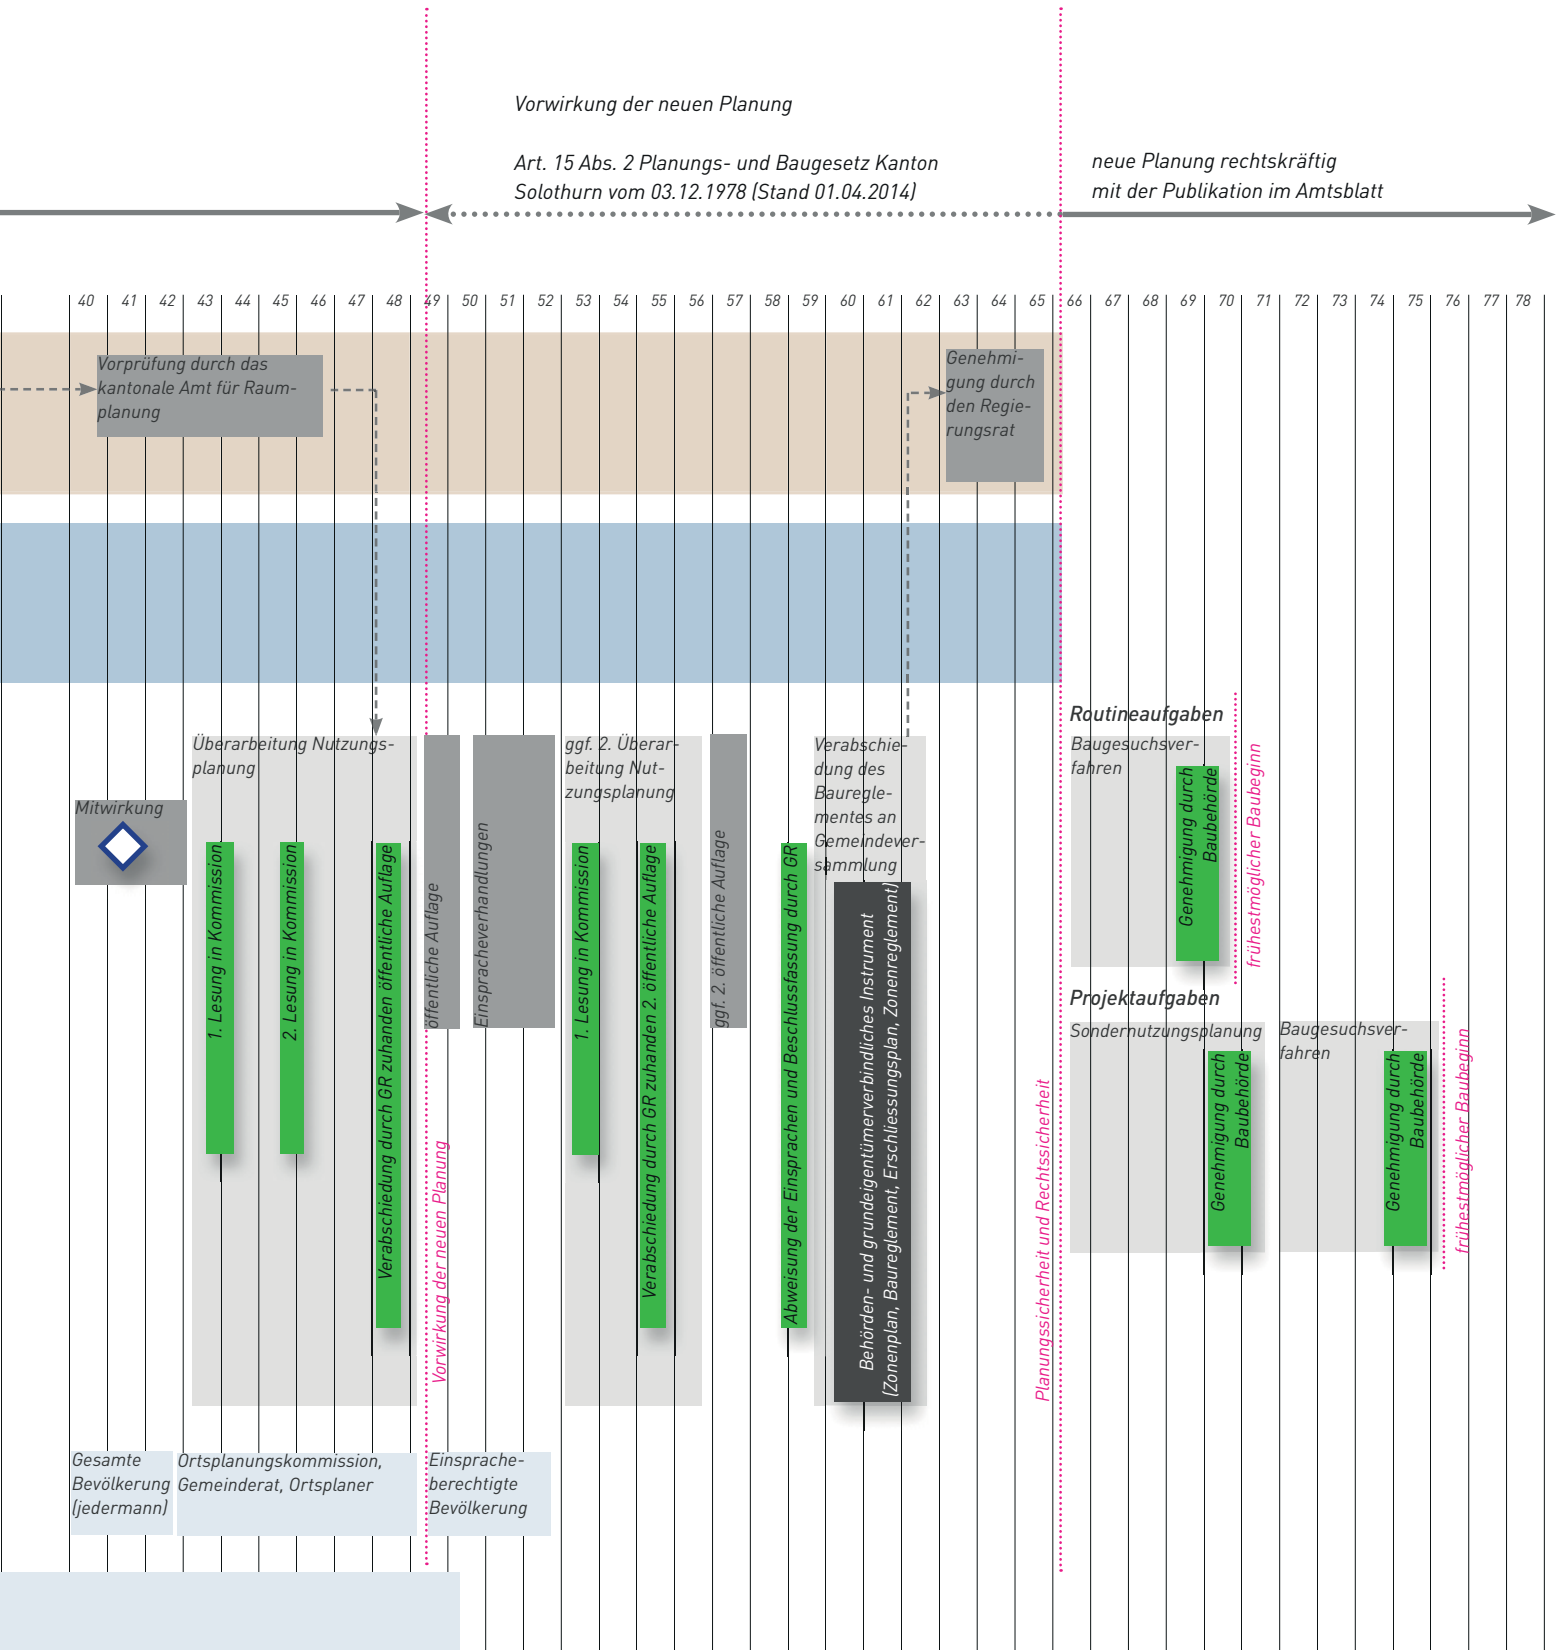 Vorwirkung der neuen Planung
Art. 15 Abs. 2 Planungs- und Baugesetz Kanton
Solothurn vom 03.12.1978 (Stand 01.04.2014)
neue Planung rechtskräftig
mit der Publikation im Amtsblatt
40 41 42 43 44 45 46 47 48 49 50 51 52 53 54 55 56 57 58 59 60 61 62 63 64 65 66 67 68 69 70 71 72 73 74 75 76 77 78
Vorprüfung durch das
kantonale Amt für Raum-
planung
Genehmi-
gung durch
den Regie-
rungsrat
Mitwirkung
Überarbeitung Nutzungs-
planung
1. Lesung in Kommission
2. Lesung in Kommission
Verabschiedung durch GR zuhanden öffentliche Auflage
Vorwirkung der neuen Planung
öffentliche Auflage
Einspracheverhandlungen
ggf. 2. Überar-
beitung Nut-
zungsplanung
1. Lesung in Kommission
Verabschiedung durch GR zuhanden 2. öffentliche Auflage
ggf. 2. öffentliche Auflage
Abweisung der Einsprachen und Beschlussfassung durch GR
Verabschie-
dung des
Bauregle-
mentes an
Gemeindever-
sammlung
Behörden- und grundeigentümerverbindliches Instrument
(Zonenplan, Baureglement, Erschliessungsplan, Zonenreglement)
Planungssicherheit und Rechtssicherheit
Routineaufgaben
Baugesuchsver-
fahren
Genehmigung durch
Baubehörde
frühestmöglicher Baubeginn
Projektaufgaben
Sondernutzungsplanung
Genehmigung durch
Baubehörde
Baugesuchsver-
fahren
Genehmigung durch
Baubehörde
frühestmöglicher Baubeginn
Gesamte
Bevölkerung
(jedermann)
Ortsplanungskommission,
Gemeinderat, Ortsplaner
Einsprache-
berechtigte
Bevölkerung